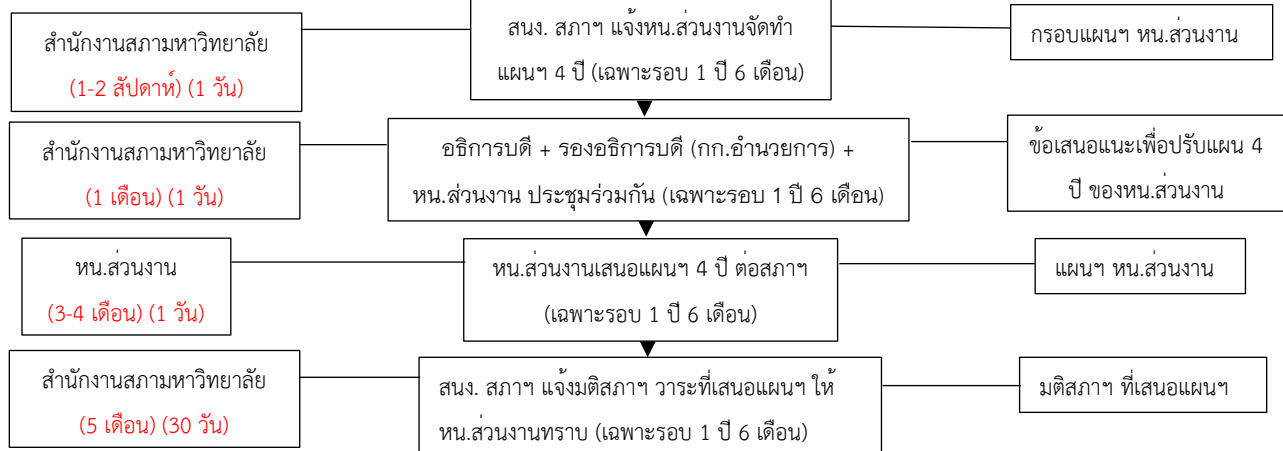 สำนักงานสภามหาวิทยาลัย
(1-2 สัปดาห์) (1 วัน)
สนง. สภาฯ แจ้งหน.ส่วนงานจัดทำ
แผนฯ 4 ปี (เฉพาะรอบ 1 ปี 6 เดือน)
กรอบแผนฯ หน.ส่วนงาน
สำนักงานสภามหาวิทยาลัย
(1 เดือน) (1 วัน)
อธิการบดี + รองอธิการบดี (กก.อำนวยการ) +
หน.ส่วนงาน ประชุมร่วมกัน (เฉพาะรอบ 1 ปี 6 เดือน)
ข้อเสนอแนะเพื่อปรับแผน 4
ปี ของหน.ส่วนงาน
หน.ส่วนงาน
(3-4 เดือน) (1 วัน)
หน.ส่วนงานเสนอแผนฯ 4 ปี ต่อสภาฯ
(เฉพาะรอบ 1 ปี 6 เดือน)
แผนฯ หน.ส่วนงาน
สำนักงานสภามหาวิทยาลัย
(5 เดือน) (30 วัน)
สนง. สภาฯ แจ้งมติสภาฯ วาระที่เสนอแผนฯ ให้
หน.ส่วนงานทราบ (เฉพาะรอบ 1 ปี 6 เดือน)
มติสภาฯ ที่เสนอแผนฯ